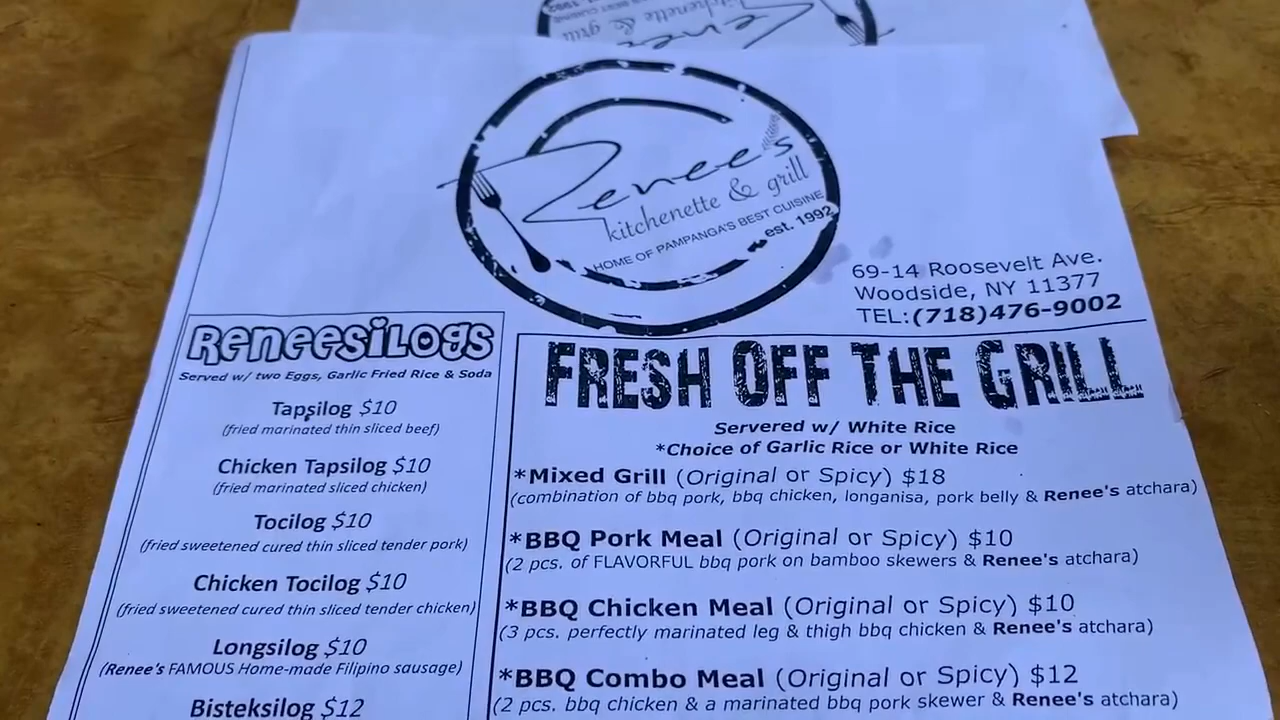 Renee's
kitchenette & grill
HOME OF PAMPANGA'S BEST CUISINE
est. 1992
69-14 Roosevelt Ave.
Woodside, NY 11377
TEL:(718)476-9002
ReneesiLogs
Served w/ two Eggs, Garlic Fried Rice & Soda
Tapsilog $10
(fried marinated thin sliced beef)
Chicken Tapsilog $10
(fried marinated sliced chicken)
Tocilog $10
(fried sweetened cured thin sliced tender pork)
Chicken Tocilog $10
(fried sweetened cured thin sliced tender chicken)
Longsilog $10
(Renee's FAMOUS Home-made Filipino sausage)
Bisteksilog $12
FRESH OFF THE GRILL
Servered w/ White Rice
*Choice of Garlic Rice or White Rice
*Mixed Grill (Original or Spicy) $18
(combination of bbq pork, bbq chicken, longanisa, pork belly & Renee's atchara)
*BBQ Pork Meal (Original or Spicy) $10
(2 pcs. of FLAVORFUL bbq pork on bamboo skewers & Renee's atchara)
*BBQ Chicken Meal (Original or Spicy) $10
(3 pcs. perfectly marinated leg & thigh bbq chicken & Renee's atchara)
*BBQ Combo Meal (Original or Spicy) $12
(2 pcs. bbq chicken & a marinated bbq pork skewer & Renee's atchara)